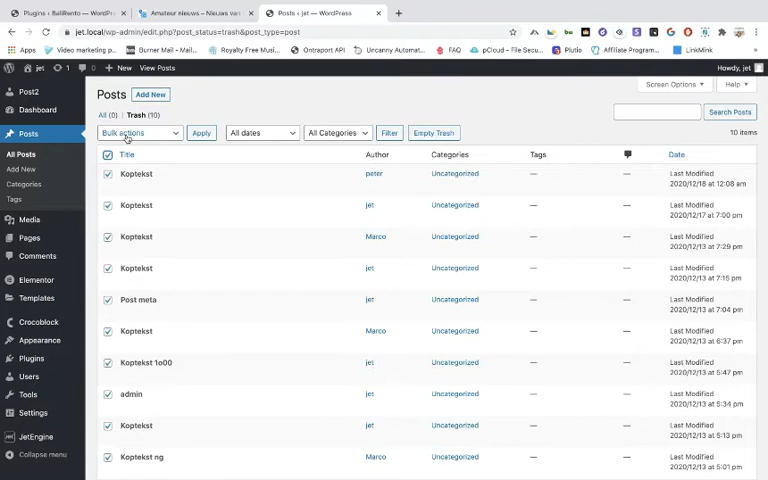 Plugins ‹ BaliRento — WordPre
Amateur nieuws – Nieuws van
Posts ‹ jet — WordPress
jet.local/wp-admin/edit.php?post_status=trash&post_type=post
Apps
Video marketing p...
Burner Mail - Mail...
Royalty Free Musi...
Ontraport API
Uncanny Automat...
FAQ
pCloud - File Secu...
Plutio
Affiliate Program...
LinkMink
jet
1
New
View Posts
Howdy, jet
Post2
Dashboard
Posts
All Posts
Add New
Categories
Tags
Media
Pages
Comments
Elementor
Templates
Crocoblock
Appearance
Plugins
Users
Tools
Settings
JetEngine
Collapse menu
Screen Options
Help
Posts
Add New
All (0) | Trash (10)
Search Posts
Bulk actions
Apply
All dates
All Categories
Filter
Empty Trash
10 items
Title Author Categories Tags Date
Koptekst peter Uncategorized — — Last Modified
2020/12/18 at 12:08 am
Koptekst jet Uncategorized — — Last Modified
2020/12/17 at 7:00 pm
Koptekst Marco Uncategorized — — Last Modified
2020/12/13 at 7:29 pm
Koptekst jet Uncategorized — — Last Modified
2020/12/13 at 7:15 pm
Post meta jet Uncategorized — — Last Modified
2020/12/13 at 7:04 pm
Koptekst Marco Uncategorized — — Last Modified
2020/12/13 at 6:37 pm
Koptekst 1o00 jet Uncategorized — — Last Modified
2020/12/13 at 5:47 pm
admin jet Uncategorized — — Last Modified
2020/12/13 at 5:34 pm
Koptekst jet Uncategorized — — Last Modified
2020/12/13 at 5:13 pm
Koptekst ng Marco Uncategorized — — Last Modified
2020/12/13 at 5:01 pm